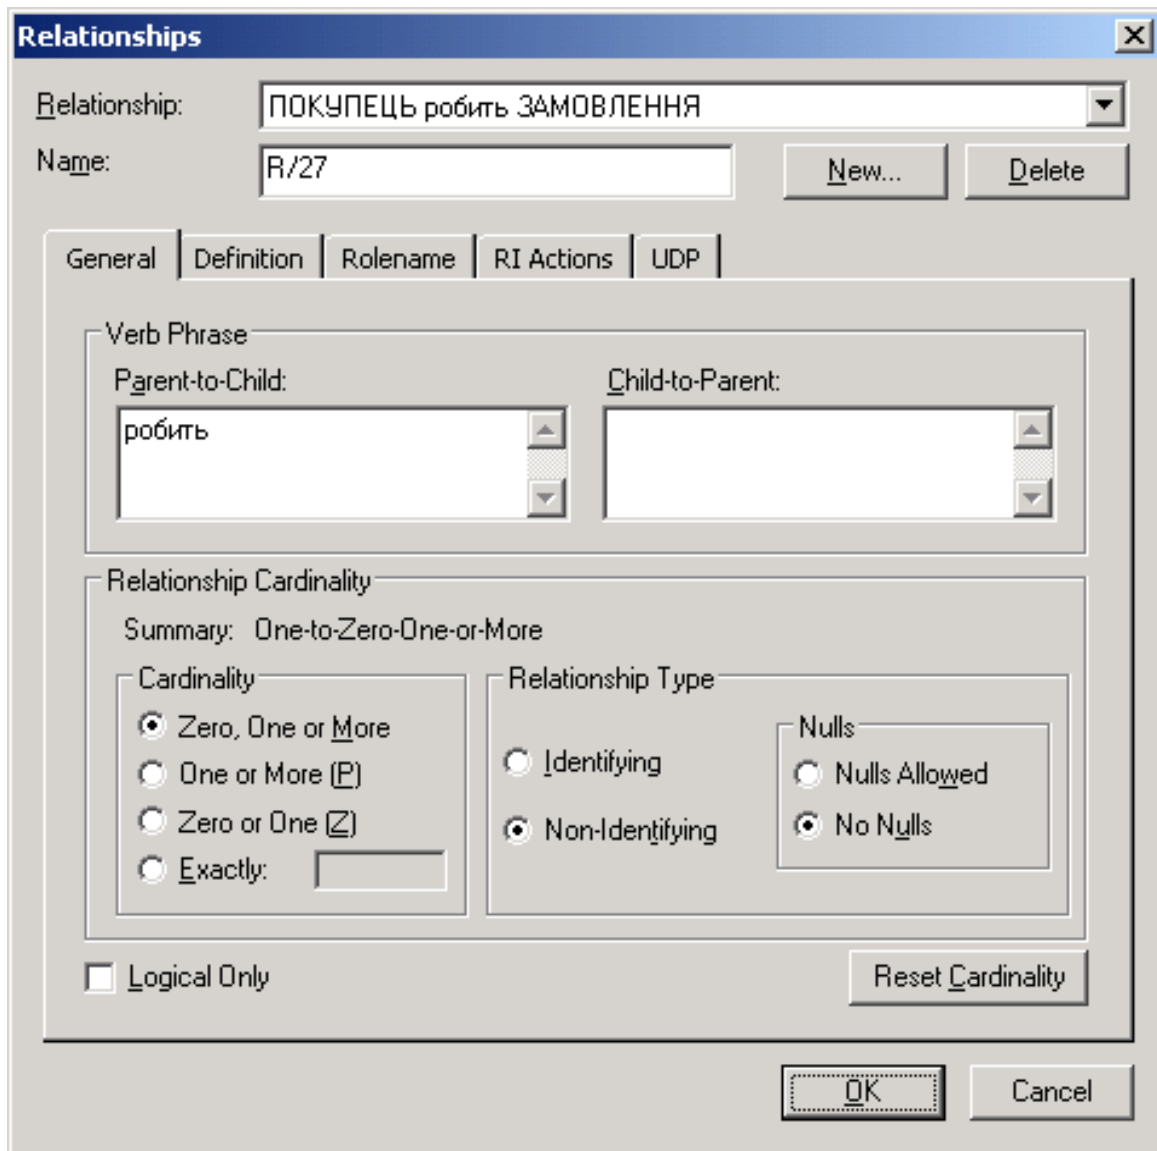 Relationships
Relationship: ПОКУПЕЦЬ робить ЗАМОВЛЕННЯ
Name: R/27 New... Delete
General Definition Rolename RI Actions UDP
Verb Phrase
Parent-to-Child: Child-to-Parent:
робить
Relationship Cardinality
Summary: One-to-Zero-One-or-More
Cardinality Relationship Type
Zero, One or More Identifying Nulls
One or More (P) Nulls Allowed
Zero or One (Z) Non-Identifying No Nulls
Exactly:
Logical Only Reset Cardinality
OK Cancel